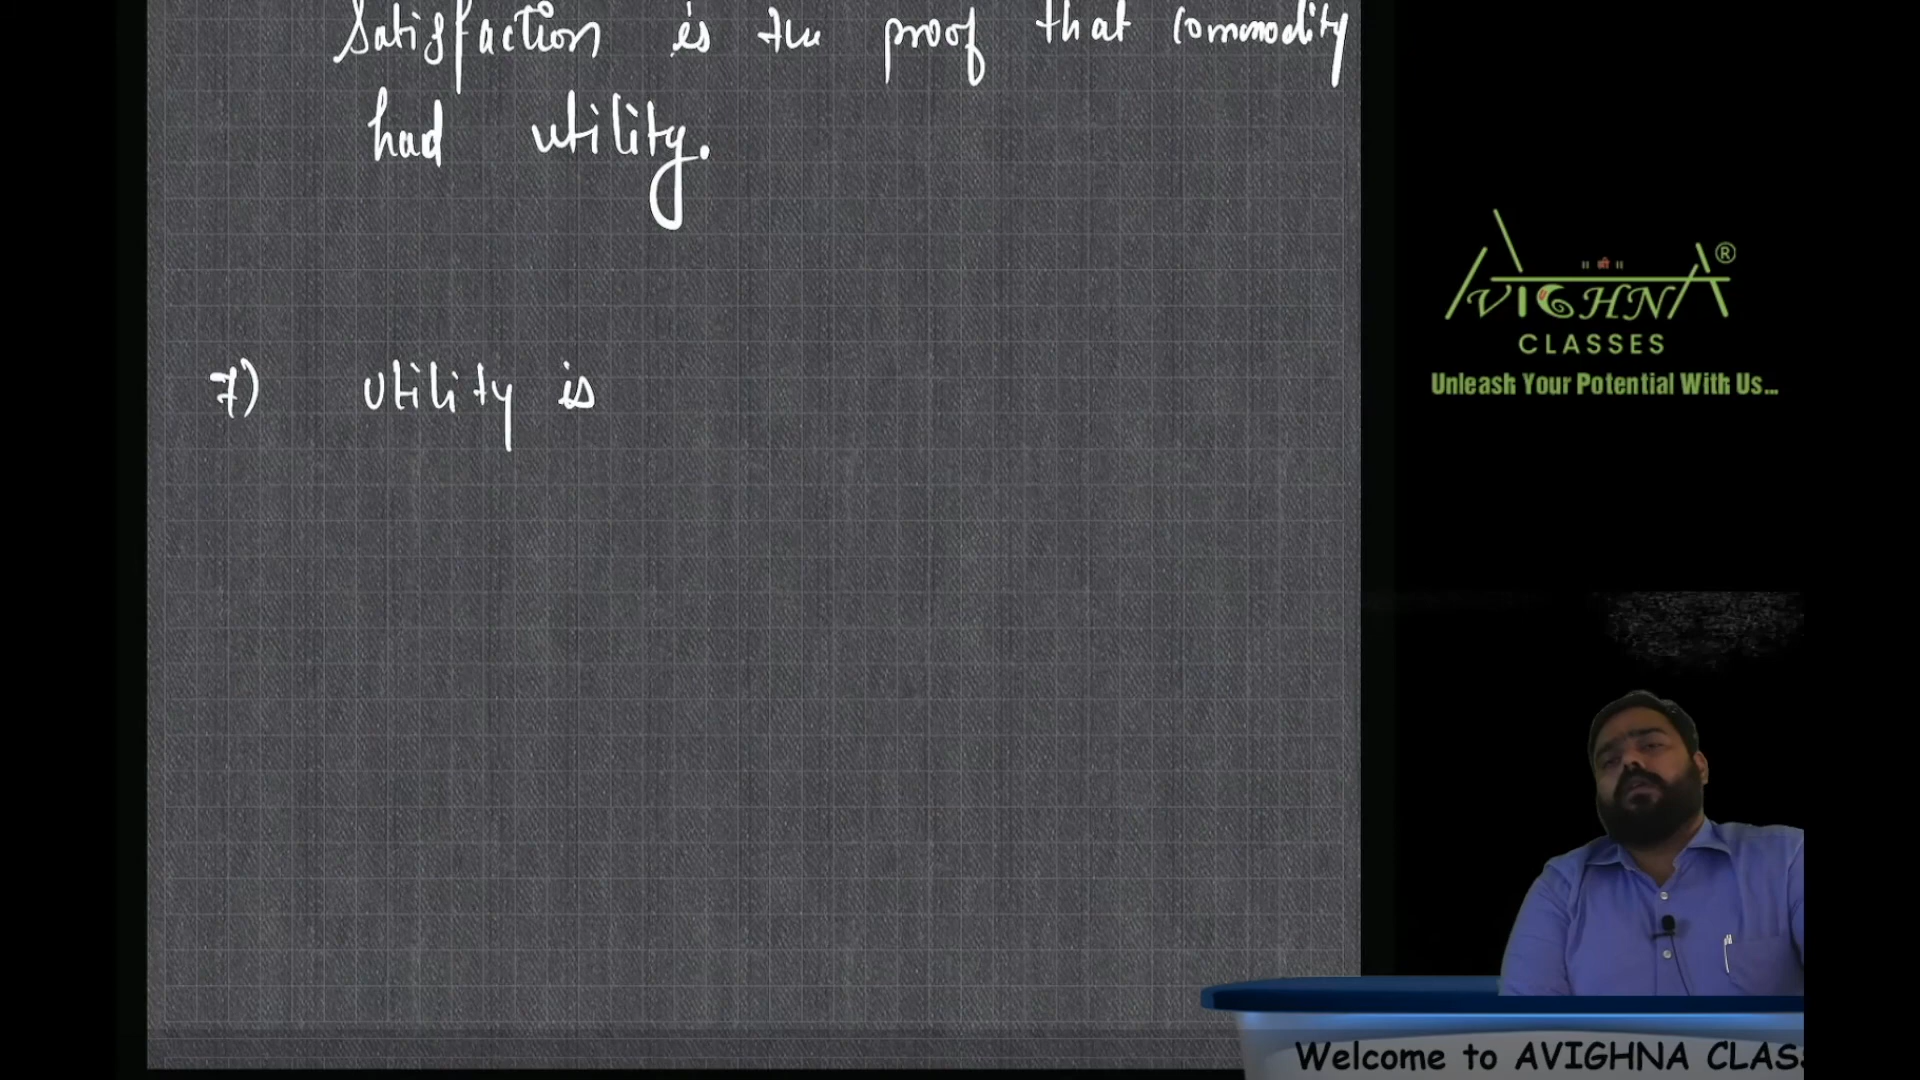 Satisfaction is the proof that commodity
had utility.
7) Utility is
॥ श्री ॥
AVIGHNA ®
CLASSES
Unleash Your Potential With Us...
Welcome to AVIGHNA CLAS